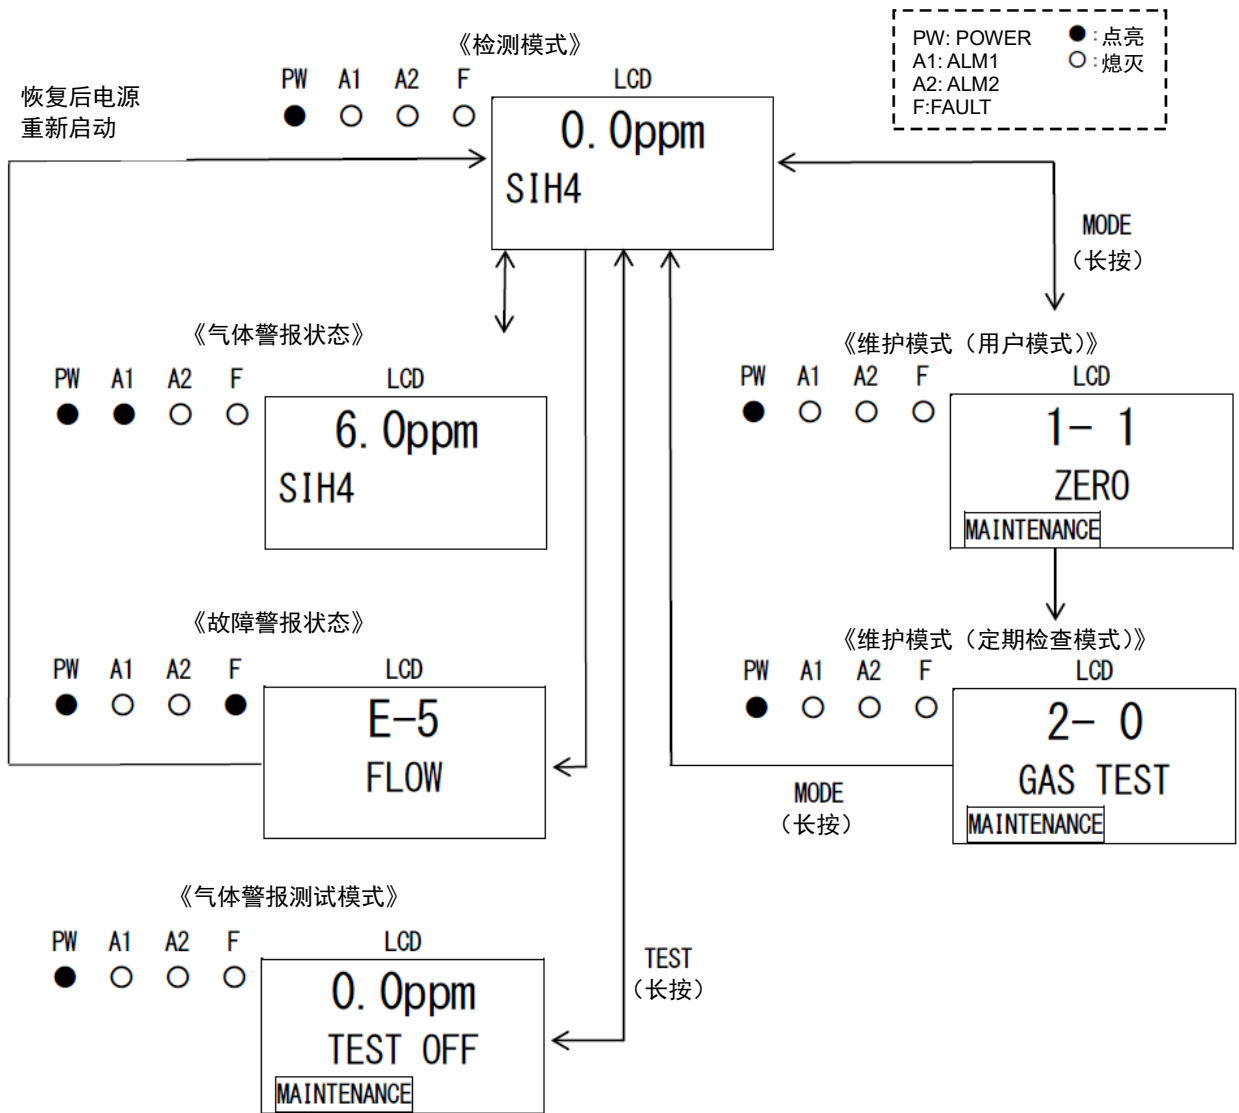 《检测模式》
PW A1 A2 F LCD
0.0ppm
SIH4
PW: POWER ●:点亮
A1: ALM1 ○:熄灭
A2: ALM2
F:FAULT
恢复后电源
重新启动
MODE
（长按）
《气体警报状态》
PW A1 A2 F LCD
6.0ppm
SIH4
《维护模式（用户模式）》
PW A1 A2 F LCD
1- 1
ZERO
MAINTENANCE
《故障警报状态》
PW A1 A2 F LCD
E-5
FLOW
《维护模式（定期检查模式）》
PW A1 A2 F LCD
2- 0
GAS TEST
MAINTENANCE
MODE
（长按）
《气体警报测试模式》
PW A1 A2 F LCD
0.0ppm
TEST OFF
MAINTENANCE
TEST
（长按）